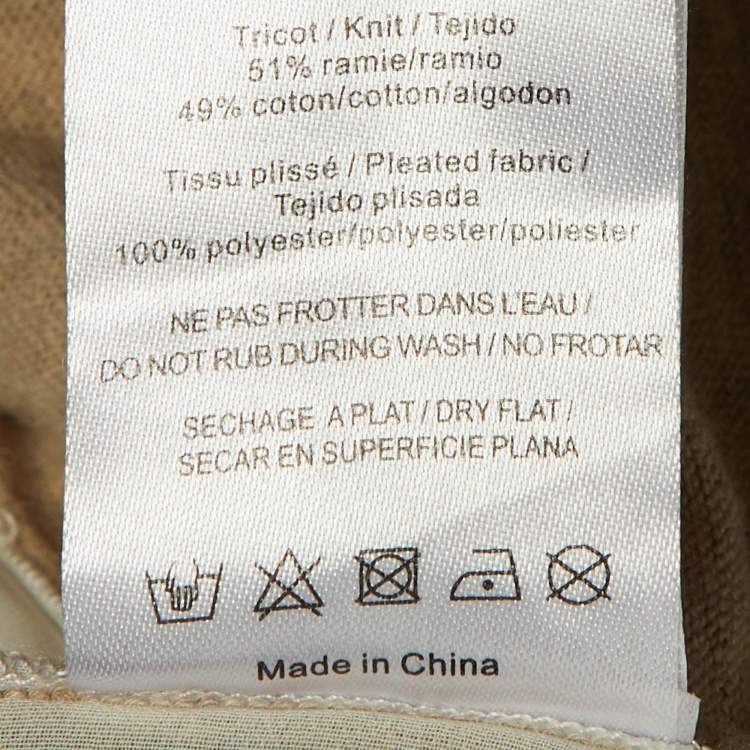 Tricot / Knit / Tejido
51% ramie/ramio
49% coton/cotton/algodon
Tissu plissé / Pleated fabric /
Tejido plisada
100% polyester/polyester/poliester
NE PAS FROTTER DANS L'EAU /
DO NOT RUB DURING WASH / NO FROTAR
SECHAGE A PLAT / DRY FLAT /
SECAR EN SUPERFICIE PLANA
Made in China